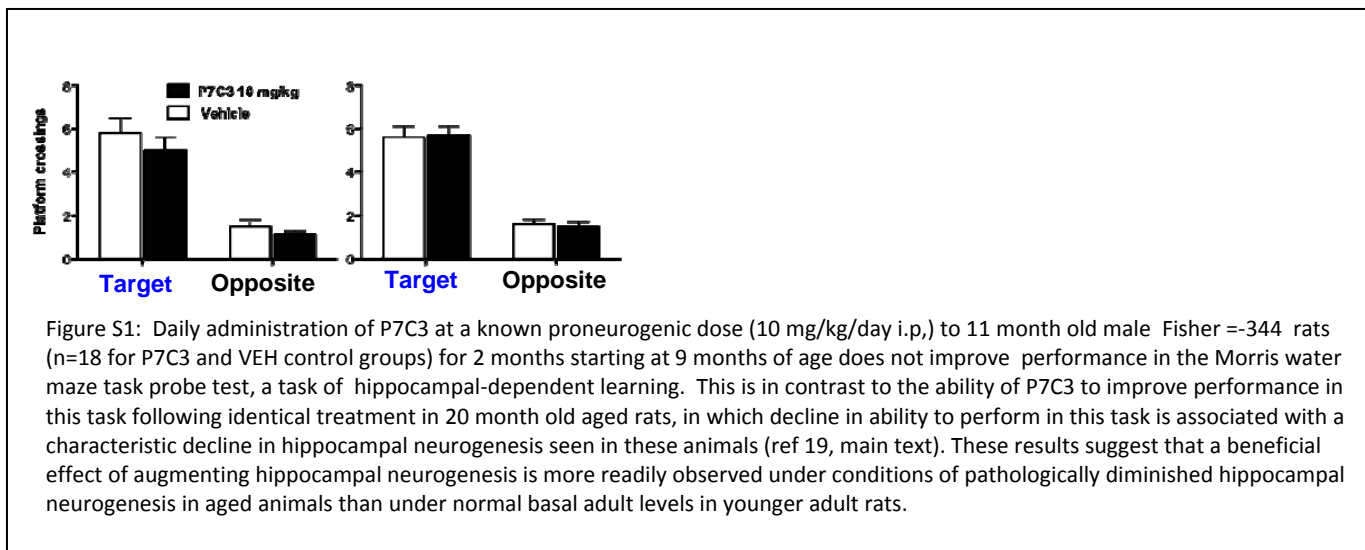 8
6
4
2
0
Platform crossings
P7C3 10 mg/kg
Vehicle
Target
Opposite
8
6
4
2
0
Target
Opposite
Figure S1: Daily administration of P7C3 at a known proneurogenic dose (10 mg/kg/day i.p,) to 11 month old male Fisher =-344 rats
(n=18 for P7C3 and VEH control groups) for 2 months starting at 9 months of age does not improve performance in the Morris water
maze task probe test, a task of hippocampal-dependent learning. This is in contrast to the ability of P7C3 to improve performance in
this task following identical treatment in 20 month old aged rats, in which decline in ability to perform in this task is associated with a
characteristic decline in hippocampal neurogenesis seen in these animals (ref 19, main text). These results suggest that a beneficial
effect of augmenting hippocampal neurogenesis is more readily observed under conditions of pathologically diminished hippocampal
neurogenesis in aged animals than under normal basal adult levels in younger adult rats.